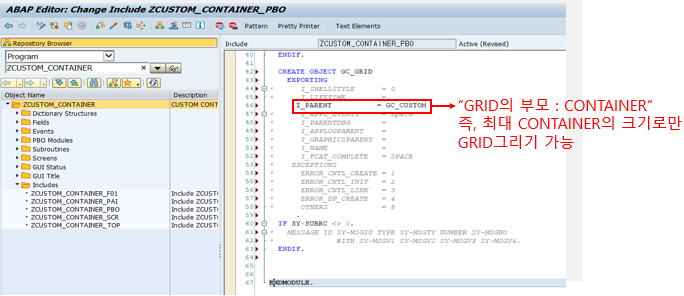 ABAP Editor: Change Include ZCUSTOM_CONTAINER_PBO
Pattern Pretty Printer Text Elements
Repository Browser
Program
ZCUSTOM_CONTAINER
Object Name Description
ZCUSTOM_CONTAINER CUSTOM CONT
Dictionary Structures
Fields
Events
PBO Modules
Subroutines
Screens
GUI Status
GUI Title
Includes
ZCUSTOM_CONTAINER_F01 Include ZCUST
ZCUSTOM_CONTAINER_PAI Include ZCUST
ZCUSTOM_CONTAINER_PBO Include ZCUST
ZCUSTOM_CONTAINER_SCR Include ZCUST
ZCUSTOM_CONTAINER_TOP Include ZCUST
Include ZCUSTOM_CONTAINER_PBO Active (Revised)
40 ENDIF.
41
42 CREATE OBJECT GC_GRID
43 EXPORTING
44 * I_SHELLSTYLE = 0
45 * I_LIFETIME =
46 I_PARENT = GC_CUSTOM
47 * I_APPL_EVENTS = space
48 * I_PARENTDBG =
49 * I_APPLOGPARENT =
50 * I_GRAPHICSPARENT =
51 * I_NAME =
52 * I_FCAT_COMPLETE = SPACE
53 * EXCEPTIONS
54 * ERROR_CNTL_CREATE = 1
55 * ERROR_CNTL_INIT = 2
56 * ERROR_CNTL_LINK = 3
57 * ERROR_DP_CREATE = 4
58 * OTHERS = 5
59 .
60 IF SY-SUBRC <> 0.
61 * MESSAGE ID SY-MSGID TYPE SY-MSGTY NUMBER SY-MSGNO
62 * WITH SY-MSGV1 SY-MSGV2 SY-MSGV3 SY-MSGV4.
63 ENDIF.
64
65
66
67 ENDMODULE.
“GRID의 부모 : CONTAINER“
즉, 최대 CONTAINER의 크기로만
GRID그리기 가능